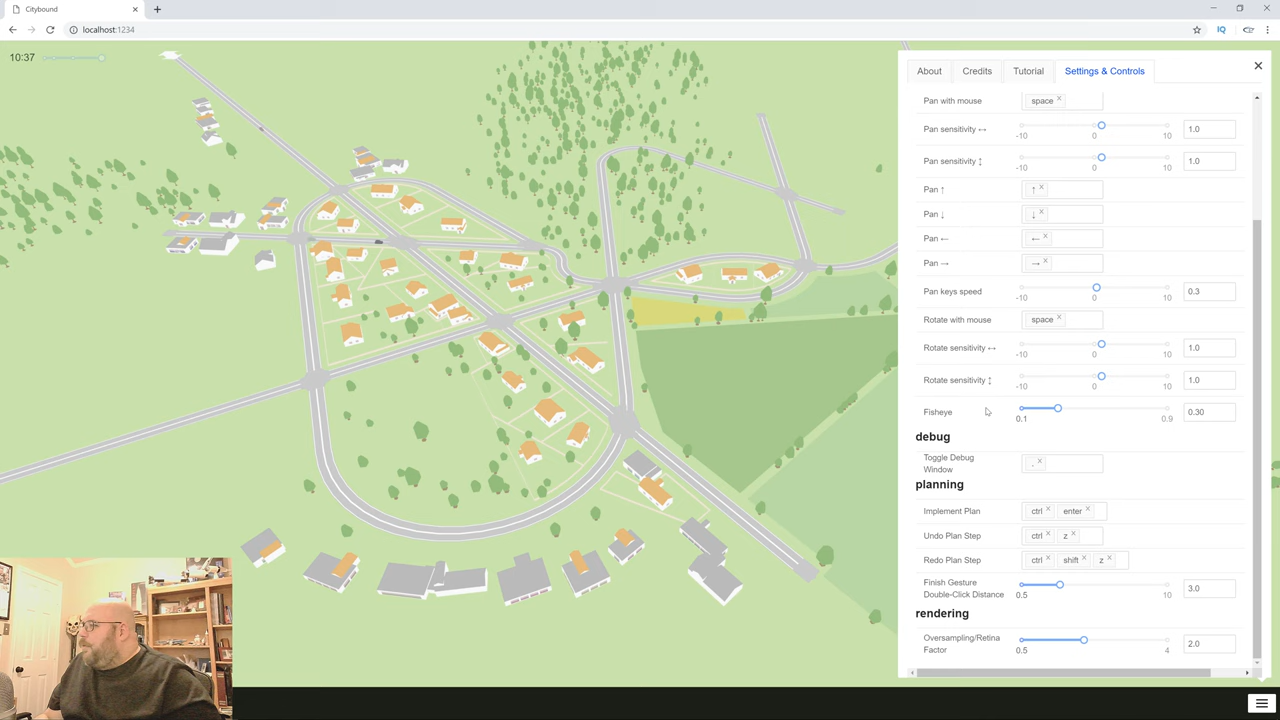 Citybound
localhost:1234
10:37
About Credits Tutorial Settings & Controls
Pan with mouse space ×
Pan sensitivity ↔ -10 0 10 1.0
Pan sensitivity ↕ -10 0 10 1.0
Pan ↑ ↑ ×
Pan ↓ ↓ ×
Pan ← ← ×
Pan → → ×
Pan keys speed -10 0 10 0.3
Rotate with mouse space ×
Rotate sensitivity ↔ -10 0 10 1.0
Rotate sensitivity ↕ -10 0 10 1.0
Fisheye 0.1 0.9 0.30
debug
Toggle Debug
Window . ×
planning
Implement Plan ctrl × enter ×
Undo Plan Step ctrl × z ×
Redo Plan Step ctrl × shift × z ×
Finish Gesture
Double-Click Distance 0.5 10 3.0
rendering
Oversampling/Retina
Factor 0.5 4 2.0